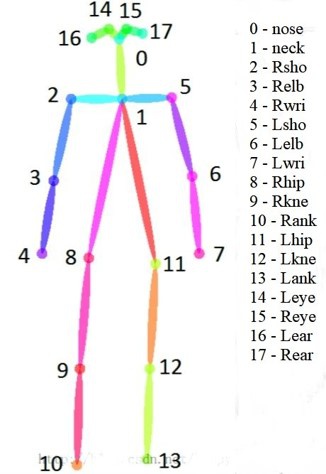 14 15
16 17
0
0 - nose
1 - neck
2 - Rsho
3 - Relb
4 - Rwri
5 - Lsho
6 - Lelb
7 - Lwri
8 - Rhip
9 - Rkne
10 - Rank
11 - Lhip
12 - Lkne
13 - Lank
14 - Leye
15 - Reye
16 - Lear
17 - Rear
2 5
1
3 6
4 7
8 11
9 12
10 13